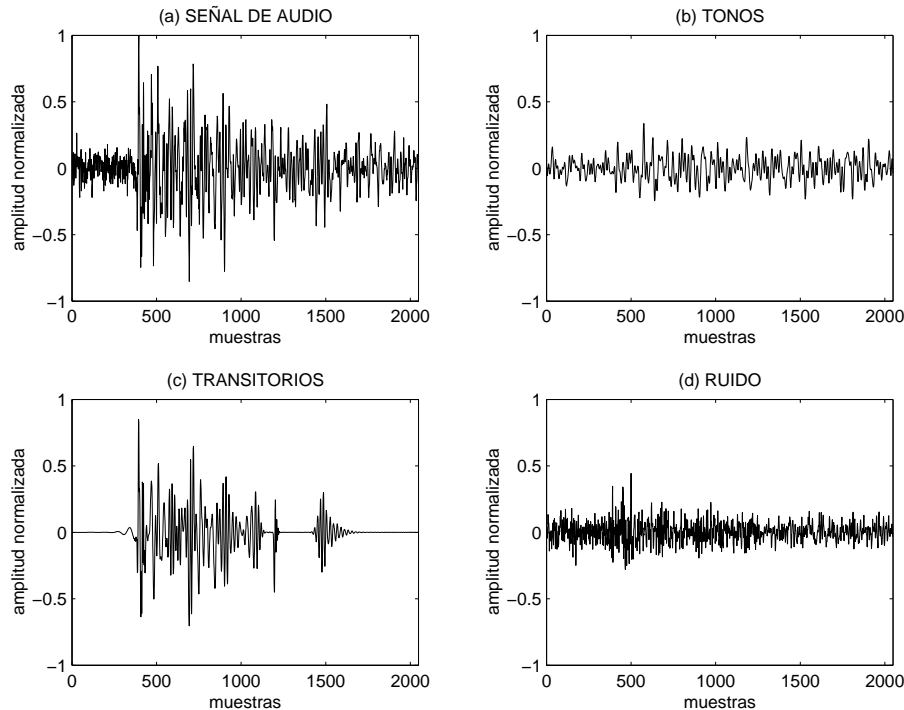 (a) SEÑAL DE AUDIO
1
0.5
0
−0.5
−1
amplitud normalizada
0 500 1000 1500 2000
muestras
(b) TONOS
1
0.5
0
−0.5
−1
amplitud normalizada
0 500 1000 1500 2000
muestras
(c) TRANSITORIOS
1
0.5
0
−0.5
−1
amplitud normalizada
0 500 1000 1500 2000
muestras
(d) RUIDO
1
0.5
0
−0.5
−1
amplitud normalizada
0 500 1000 1500 2000
muestras